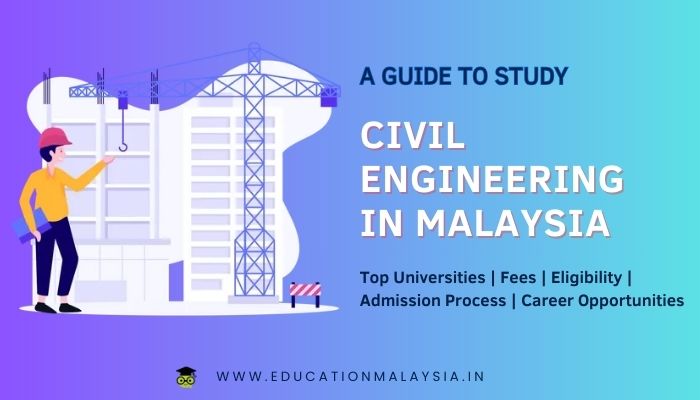 A GUIDE TO STUDY
CIVIL
ENGINEERING
IN MALAYSIA
Top Universities | Fees | Eligibility |
Admission Process | Career Opportunities
WWW.EDUCATIONMALAYSIA.IN